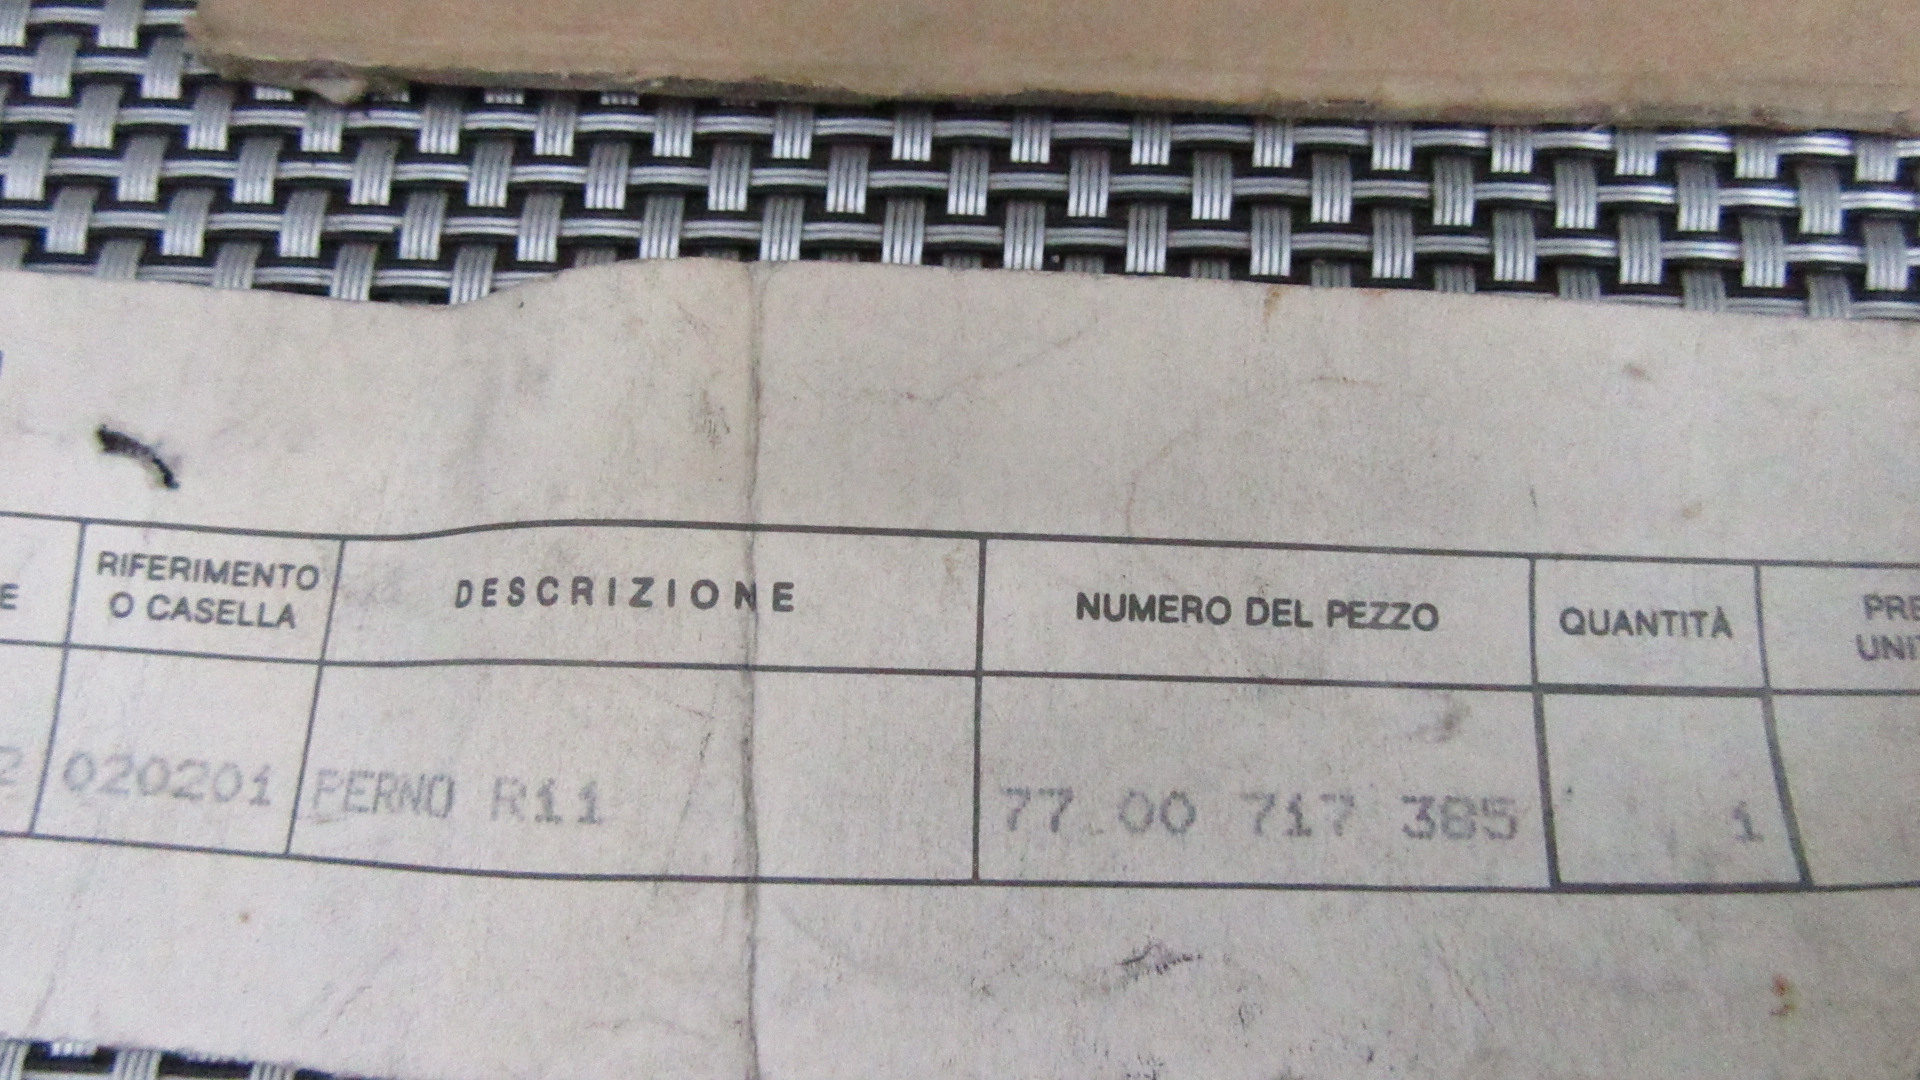 RIFERIMENTO
O CASELLA
DESCRIZIONE
NUMERO DEL PEZZO
QUANTITÀ
020201
PERNO R11
77 00 717 385
1